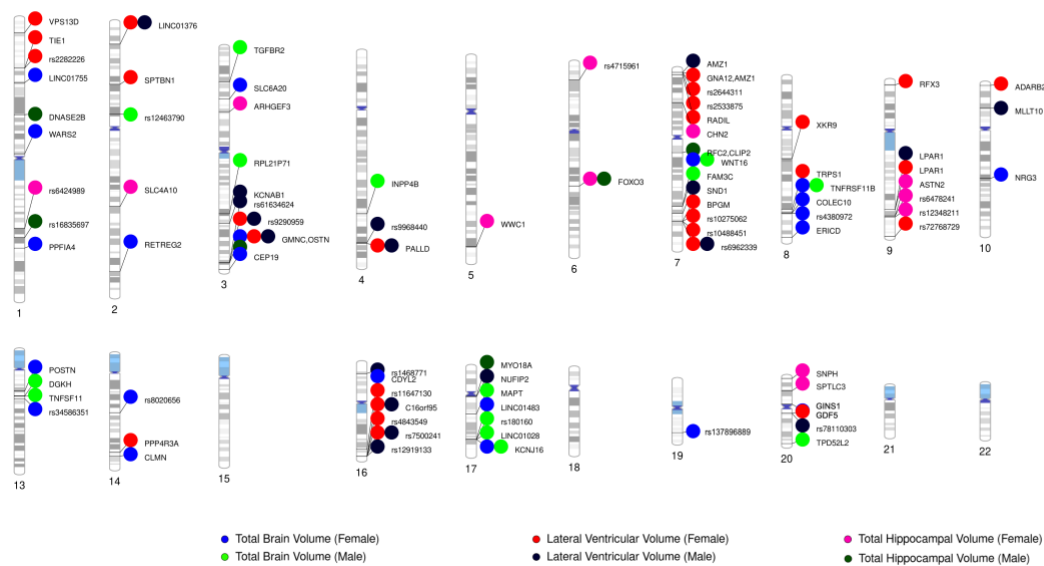 VPS13D
TIE1
rs2282226
LINC01755
DNASE2B
WARS2
rs6424989
rs16835697
PPFIA4
1
LINC01376
SPTBN1
rs12463790
SLC4A10
RETREG2
2
TGFBR2
SLC6A20
ARHGEF3
RPL21P71
KCNAB1
rs61634624
rs9290959
GMNC,OSTN
CEP19
3
INPP4B
rs9968440
PALLD
4
WWC1
5
rs4715961
FOXO3
6
AMZ1
GNA12,AMZ1
rs2644311
rs2533875
RADIL
CHN2
RFC2,CLIP2
WNT16
FAM3C
SND1
BPGM
rs10275062
rs10488451
rs6962339
7
XKR9
TRPS1
TNFRSF11B
COLEC10
rs4380972
ERICD
8
RFX3
LPAR1
LPAR1
ASTN2
rs6478241
rs12348211
rs72768729
9
ADARB2
MLLT10
NRG3
10
POSTN
DGKH
TNFSF11
rs34586351
13
rs8020656
PPP4R3A
CLMN
14
15
rs1468771
CDYL2
rs11647130
C16orf95
rs4843549
rs7500241
rs12919133
16
MYO18A
NUFIP2
MAPT
LINC01483
rs180160
LINC01028
KCNJ16
17
18
rs137896889
19
SNPH
SPTLC3
GINS1
GDF5
rs78110303
TPD52L2
20
21
22
Total Brain Volume (Female)
Lateral Ventricular Volume (Female)
Total Hippocampal Volume (Female)
Total Brain Volume (Male)
Lateral Ventricular Volume (Male)
Total Hippocampal Volume (Male)